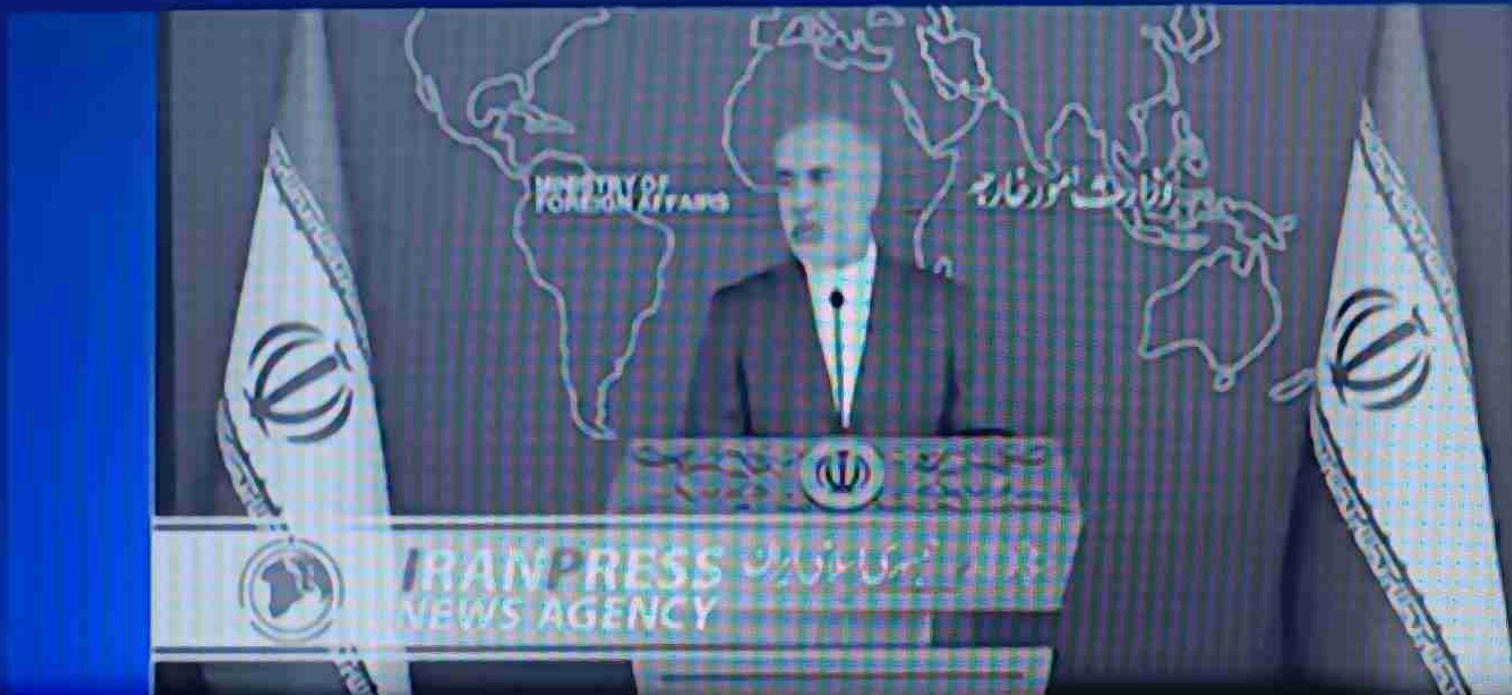 MINISTRY OF
FOREIGN AFFAIRS
وزارت امور خارجه
IRANPRESS
NEWS AGENCY